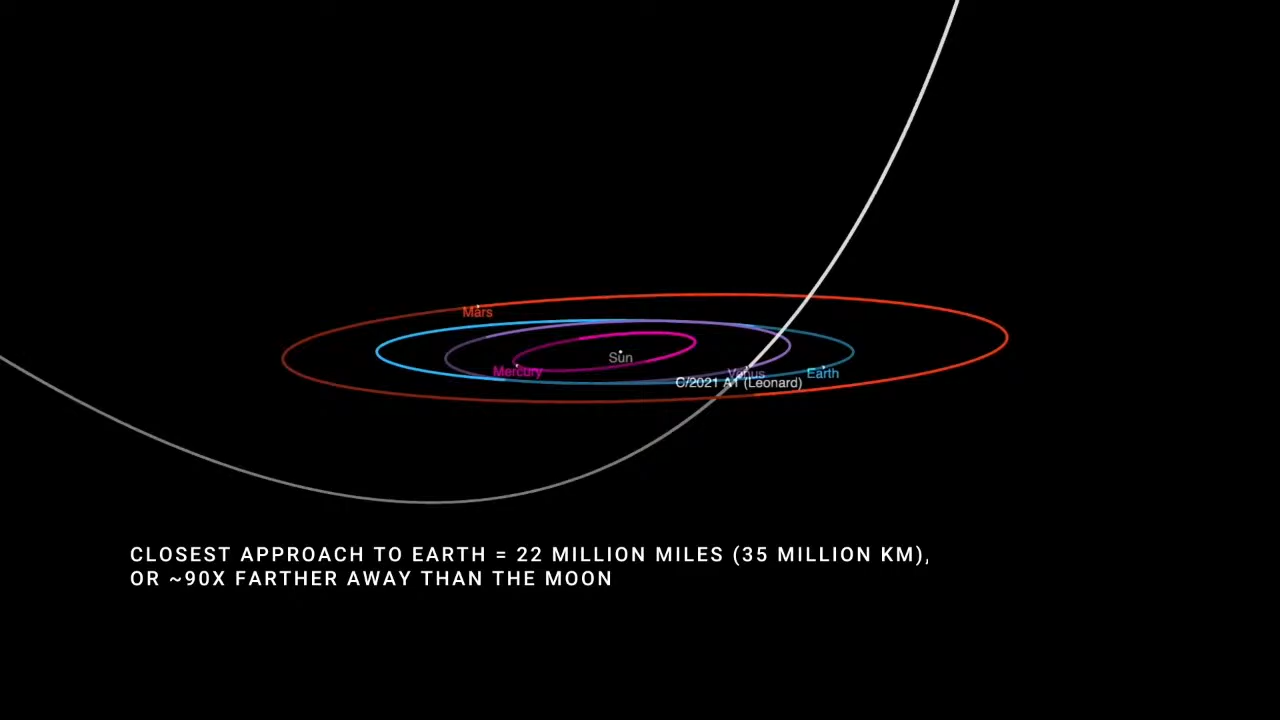 Mars
Sun
Mercury
Venus
Earth
C/2021 A1 (Leonard)
CLOSEST APPROACH TO EARTH = 22 MILLION MILES (35 MILLION KM),
OR ~90X FARTHER AWAY THAN THE MOON